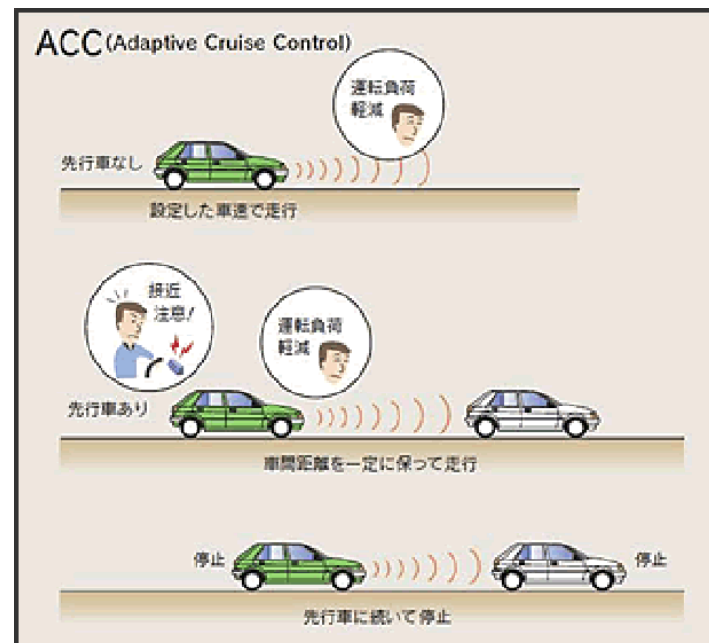 ACC (Adaptive Cruise Control)
運転負荷
軽減
先行車なし
設定した車速で走行
接近
注意!
運転負荷
軽減
先行車あり
車間距離を一定に保って走行
停止
停止
先行車に続いて停止